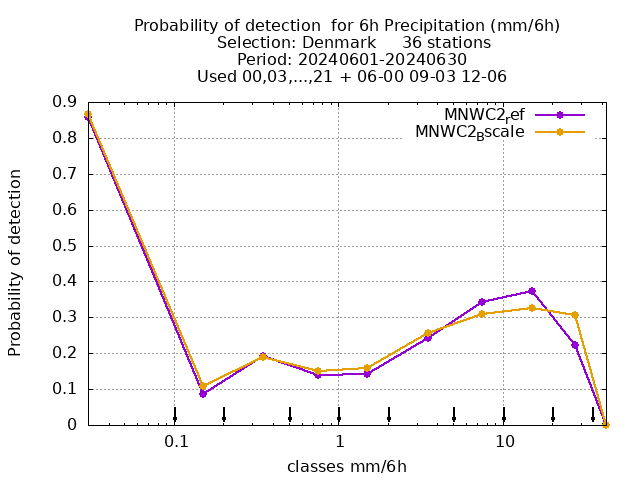 Probability of detection  for 6h Precipitation (mm/6h)
Selection: Denmark     36 stations
Period: 20240601-20240630
Used 00,03,...,21 + 06-00 09-03 12-06
MNWC2ref
MNWC2Bscale
0.9
0.8
0.7
0.6
0.5
0.4
0.3
0.2
0.1
0
Probability of detection
0.1 1 10
classes mm/6h